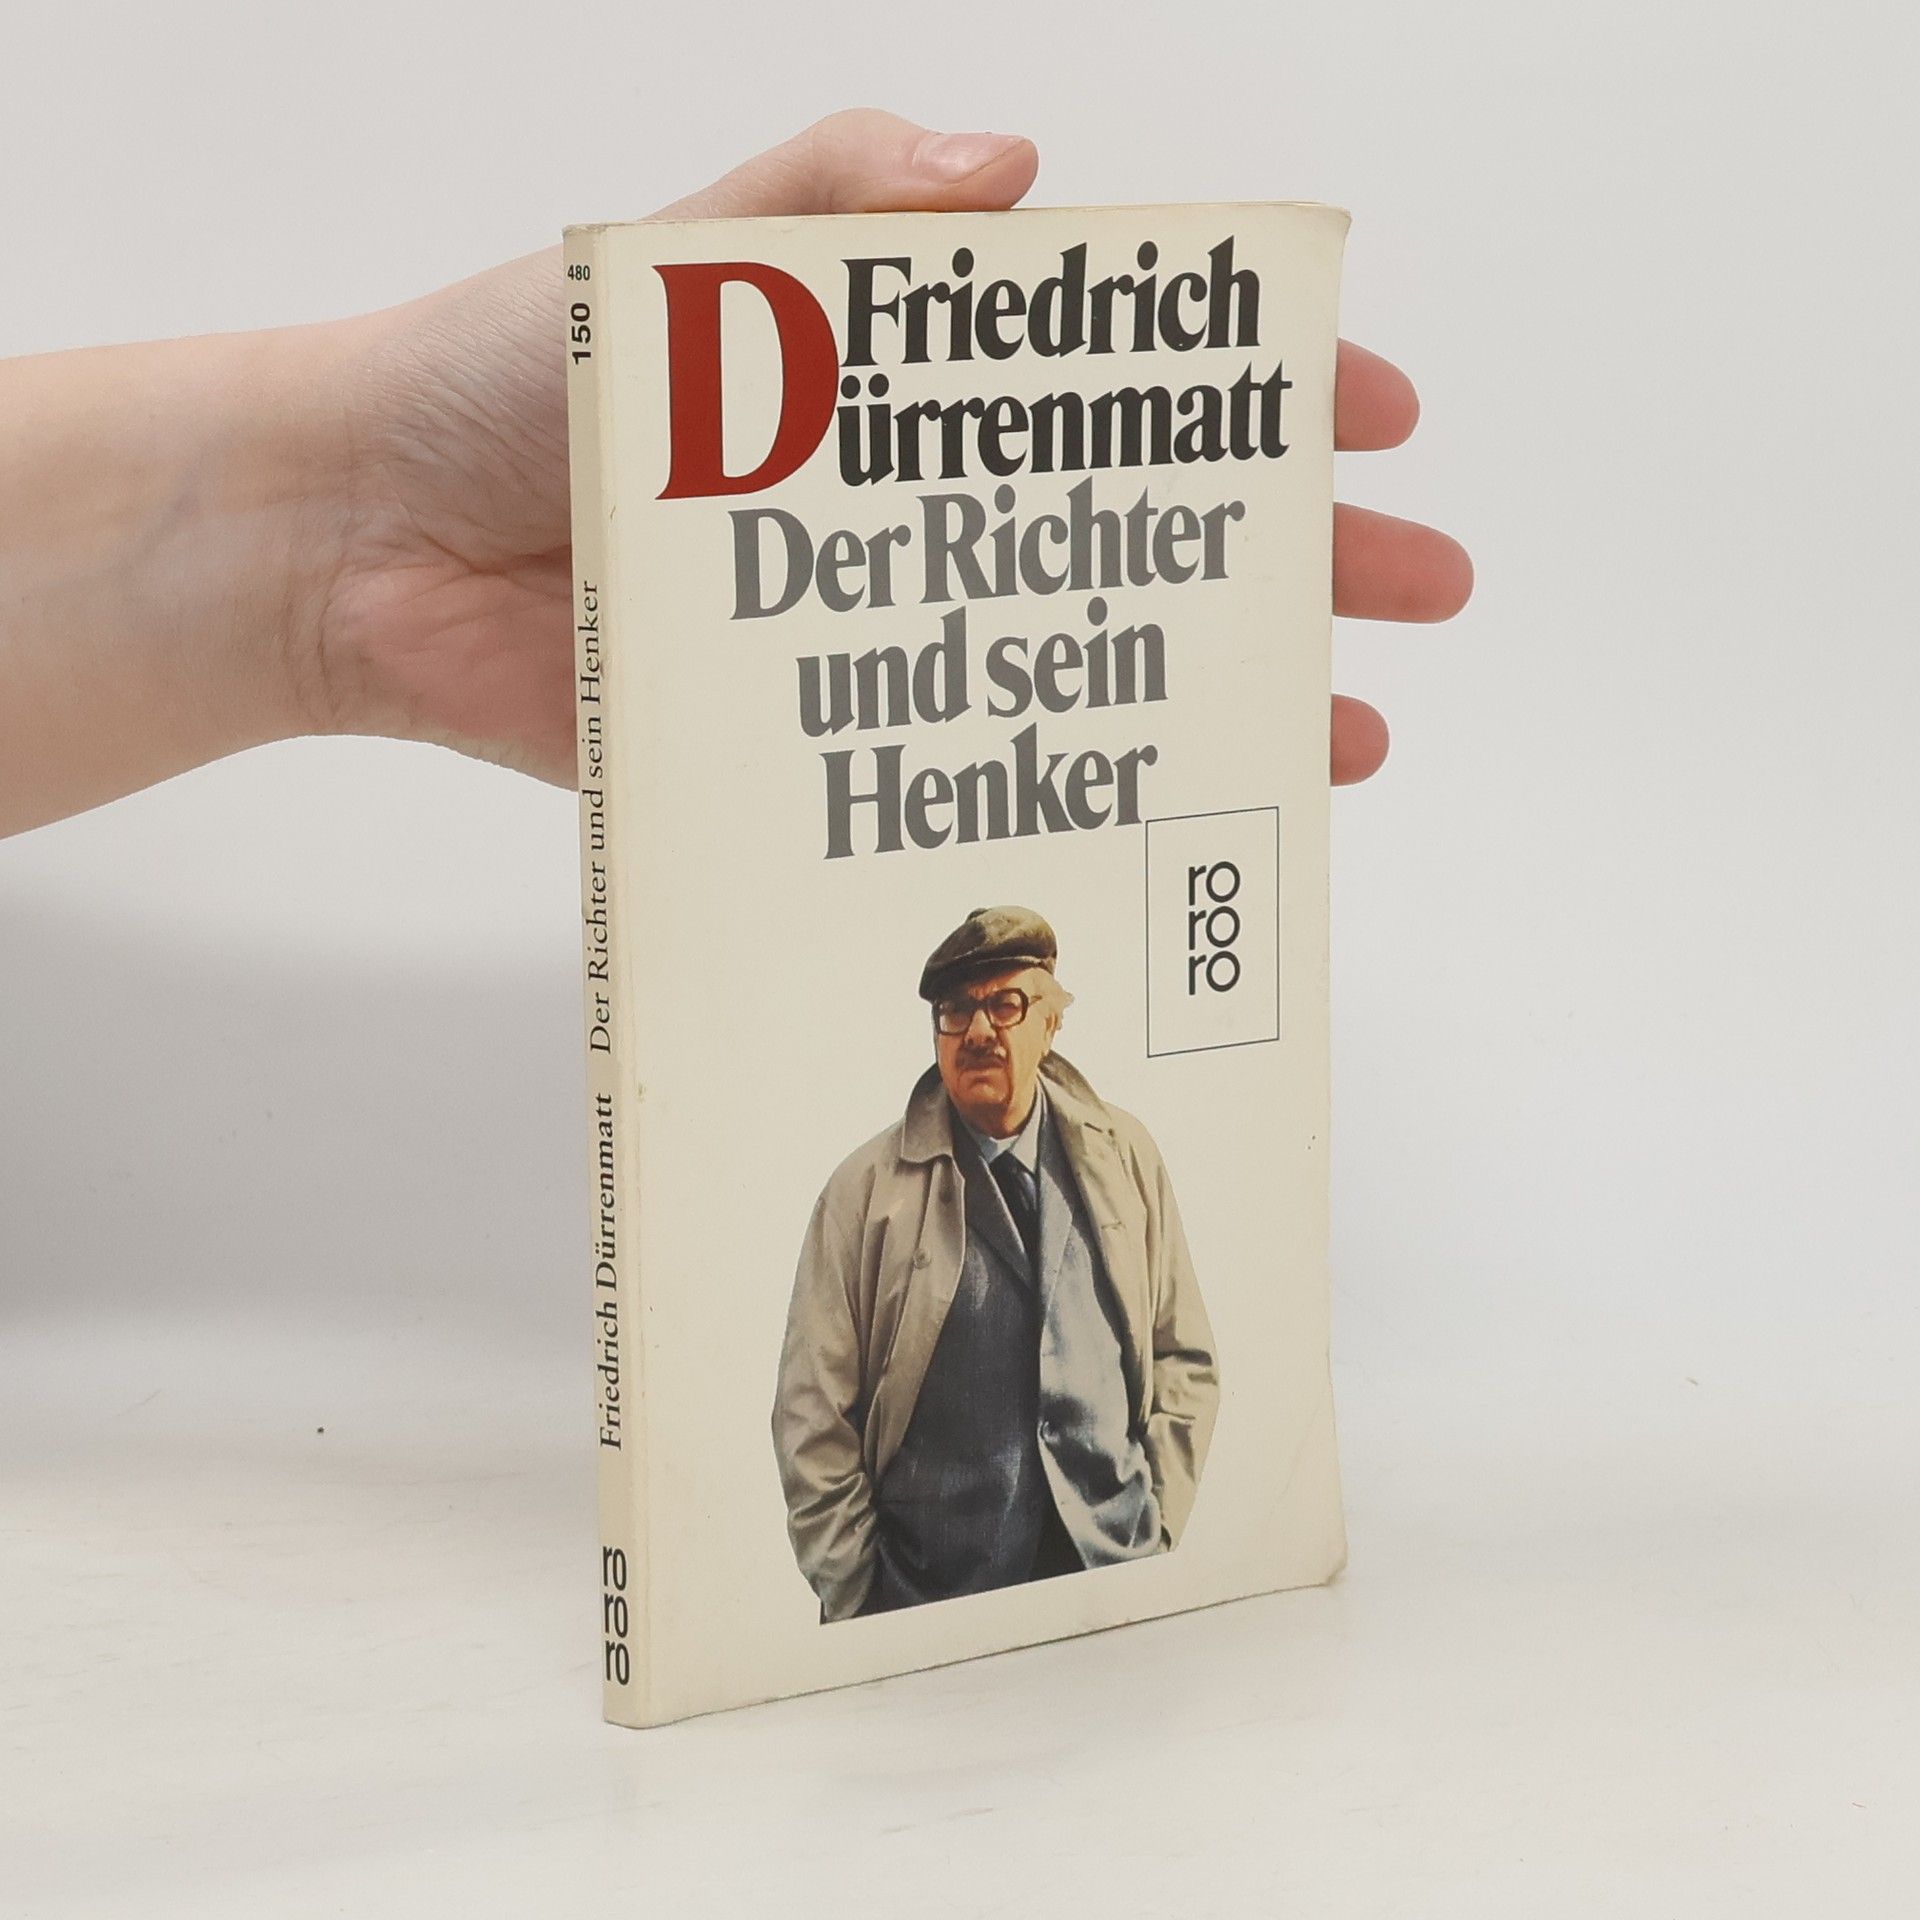 Friedrich
Dürrenmatt
Der Richter
und sein
Henker
ro
ro
ro
480
150
Friedrich Dürrenmatt Der Richter und sein Henker
ro
ro
ro